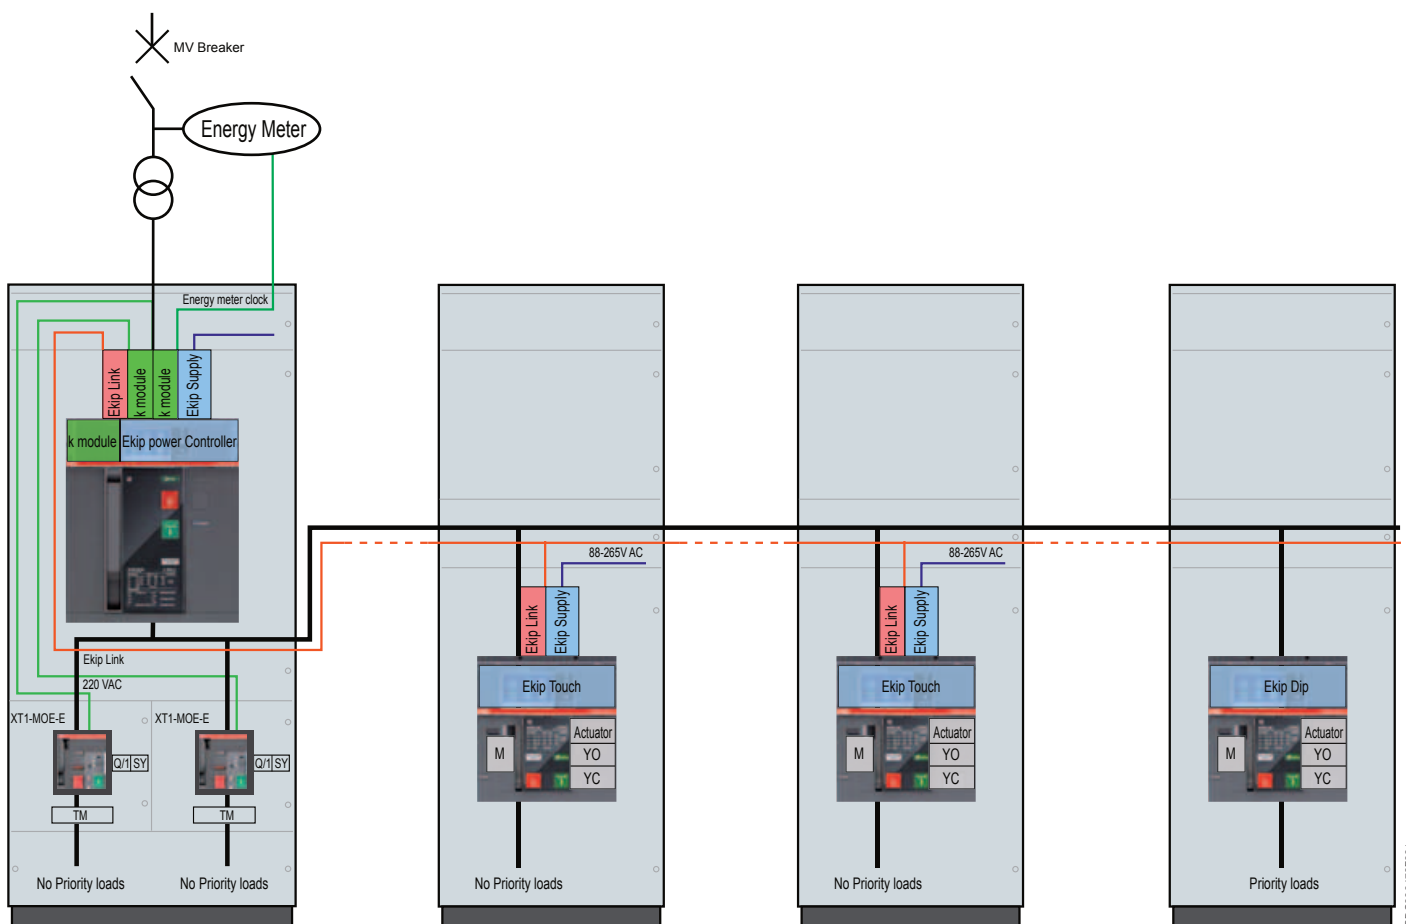 MV Breaker
Energy Meter
Energy meter clock
Ekip Link
k module
k module
Ekip Supply
k module
Ekip power Controller
88-265V AC
88-265V AC
Ekip Link
Ekip Supply
Ekip Link
Ekip Supply
Ekip Link
220 VAC
Ekip Touch
Ekip Touch
Ekip Dip
XT1-MOE-E
XT1-MOE-E
Q/1 SY
Q/1 SY
TM
TM
M
Actuator
YO
YC
M
Actuator
YO
YC
M
Actuator
YO
YC
No Priority loads
No Priority loads
No Priority loads
No Priority loads
Priority loads